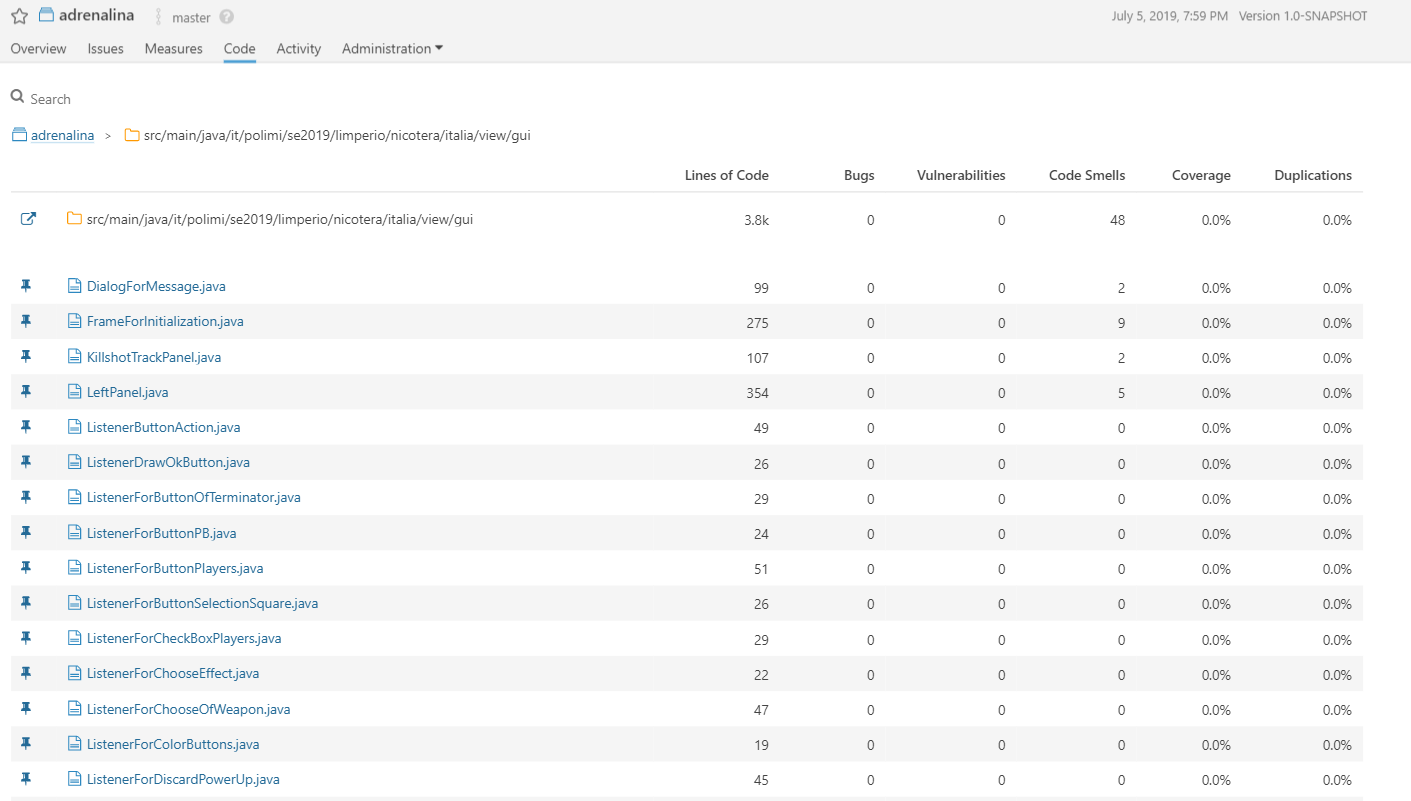 adrenalina master ? July 5, 2019, 7:59 PM Version 1.0-SNAPSHOT
Overview Issues Measures Code Activity Administration
Search
adrenalina > src/main/java/it/polimi/se2019/limperio/nicotera/italia/view/gui
Lines of Code Bugs Vulnerabilities Code Smells Coverage Duplications
src/main/java/it/polimi/se2019/limperio/nicotera/italia/view/gui 3.8k 0 0 48 0.0% 0.0%
DialogForMessage.java 99 0 0 2 0.0% 0.0%
FrameForInitialization.java 275 0 0 9 0.0% 0.0%
KillshotTrackPanel.java 107 0 0 2 0.0% 0.0%
LeftPanel.java 354 0 0 5 0.0% 0.0%
ListenerButtonAction.java 49 0 0 0 0.0% 0.0%
ListenerDrawOkButton.java 26 0 0 0 0.0% 0.0%
ListenerForButtonOfTerminator.java 29 0 0 0 0.0% 0.0%
ListenerForButtonPB.java 24 0 0 0 0.0% 0.0%
ListenerForButtonPlayers.java 51 0 0 0 0.0% 0.0%
ListenerForButtonSelectionSquare.java 26 0 0 0 0.0% 0.0%
ListenerForCheckBoxPlayers.java 29 0 0 0 0.0% 0.0%
ListenerForChooseEffect.java 22 0 0 0 0.0% 0.0%
ListenerForChooseOfWeapon.java 47 0 0 0 0.0% 0.0%
ListenerForColorButtons.java 19 0 0 0 0.0% 0.0%
ListenerForDiscardPowerUp.java 45 0 0 0 0.0% 0.0%